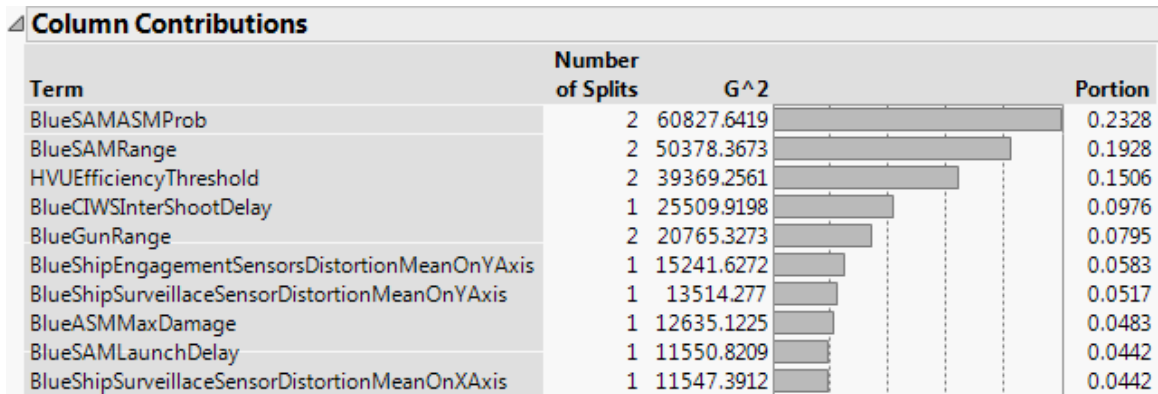 Column Contributions
Term Number of Splits G^2 Portion
BlueSAMASMProb 2 60827.6419 0.2328
BlueSAMRange 2 50378.3673 0.1928
HVUEfficiencyThreshold 2 39369.2561 0.1506
BlueCIWSInterShootDelay 1 25509.9198 0.0976
BlueGunRange 2 20765.3273 0.0795
BlueShipEngagementSensorsDistortionMeanOnYAxis 1 15241.6272 0.0583
BlueShipSurveillaceSensorDistortionMeanOnYAxis 1 13514.277 0.0517
BlueASMMaxDamage 1 12635.1225 0.0483
BlueSAMLaunchDelay 1 11550.8209 0.0442
BlueShipSurveillaceSensorDistortionMeanOnXAxis 1 11547.3912 0.0442